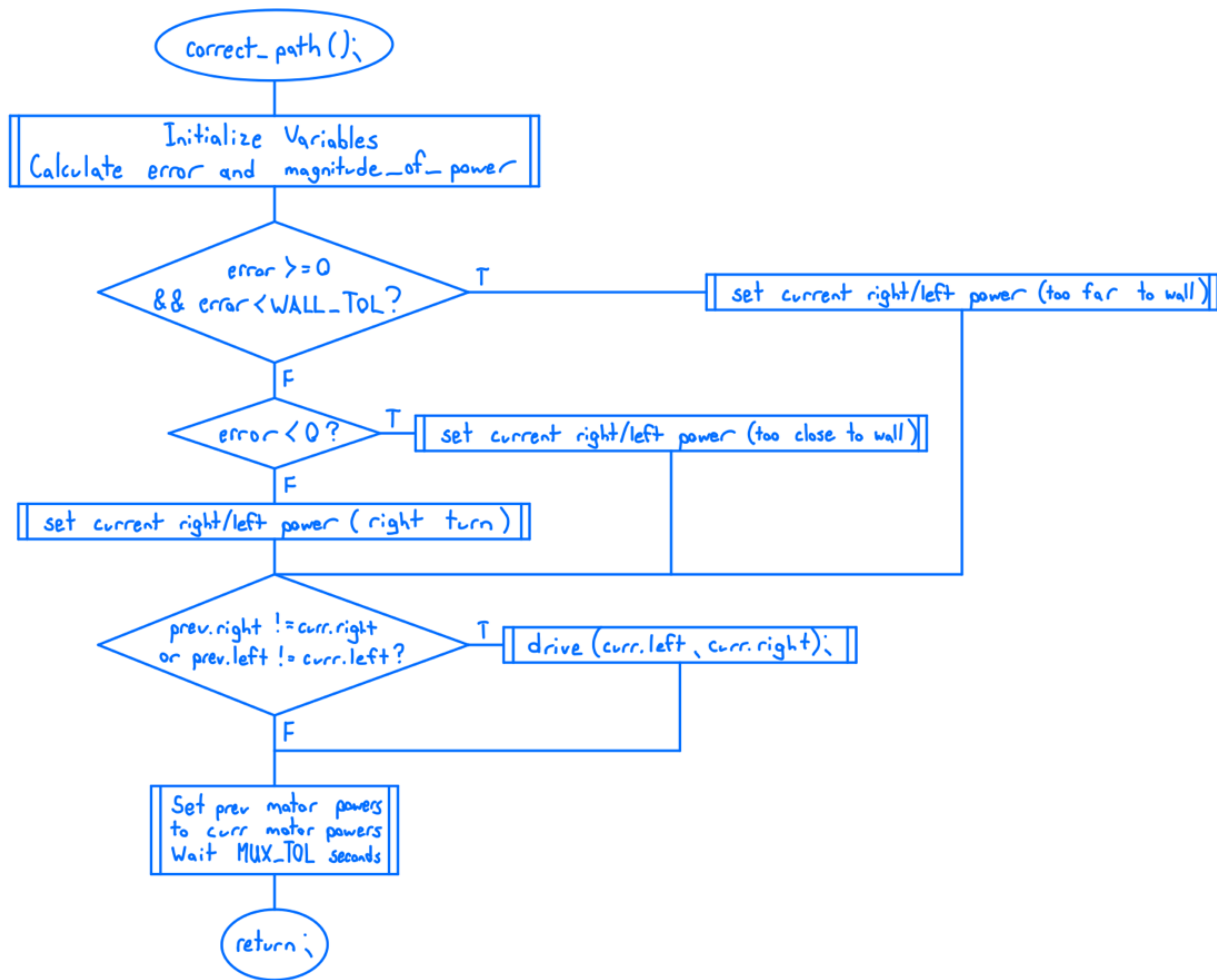 correct_path();
Initialize Variables
Calculate error and magnitude_of_power
error >=0
&& error<WALL_TOL?
T
set current right/left power (too far to wall)
F
error<0?
T
set current right/left power (too close to wall)
F
set current right/left power (right turn)
prev.right !=curr.right
or prev.left !=curr.left?
T
drive (curr.left, curr.right);
F
Set prev motor powers
to curr motor powers
Wait MUX_TOL seconds
return;